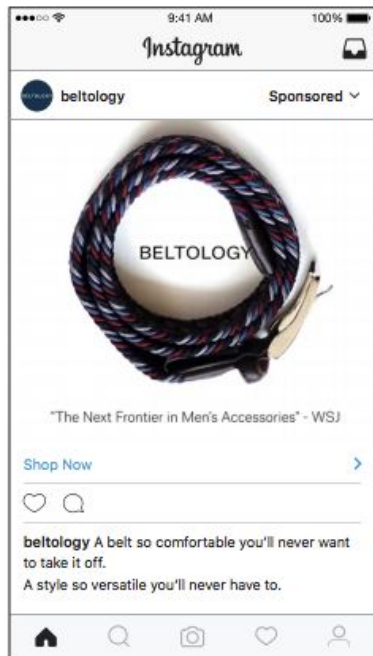 9:41 AM
100%
Instagram
BELTOLOGY
beltology
Sponsored
BELTOLOGY
"The Next Frontier in Men's Accessories" - WSJ
Shop Now
beltology A belt so comfortable you'll never want
to take it off.
A style so versatile you'll never have to.